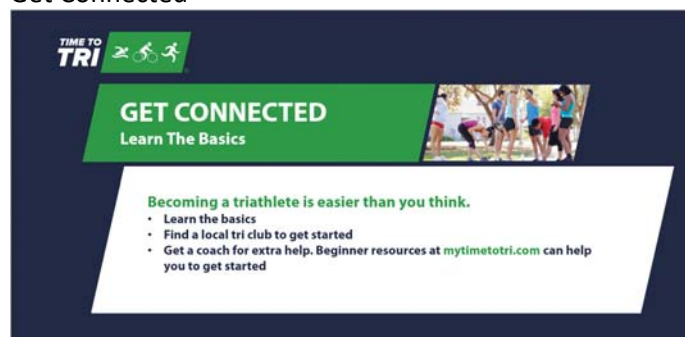 Get Connected
TIME TO
TRI
GET CONNECTED
Learn The Basics
Becoming a triathlete is easier than you think.
• Learn the basics
• Find a local tri club to get started
• Get a coach for extra help. Beginner resources at mytimetotri.com can help
you to get started